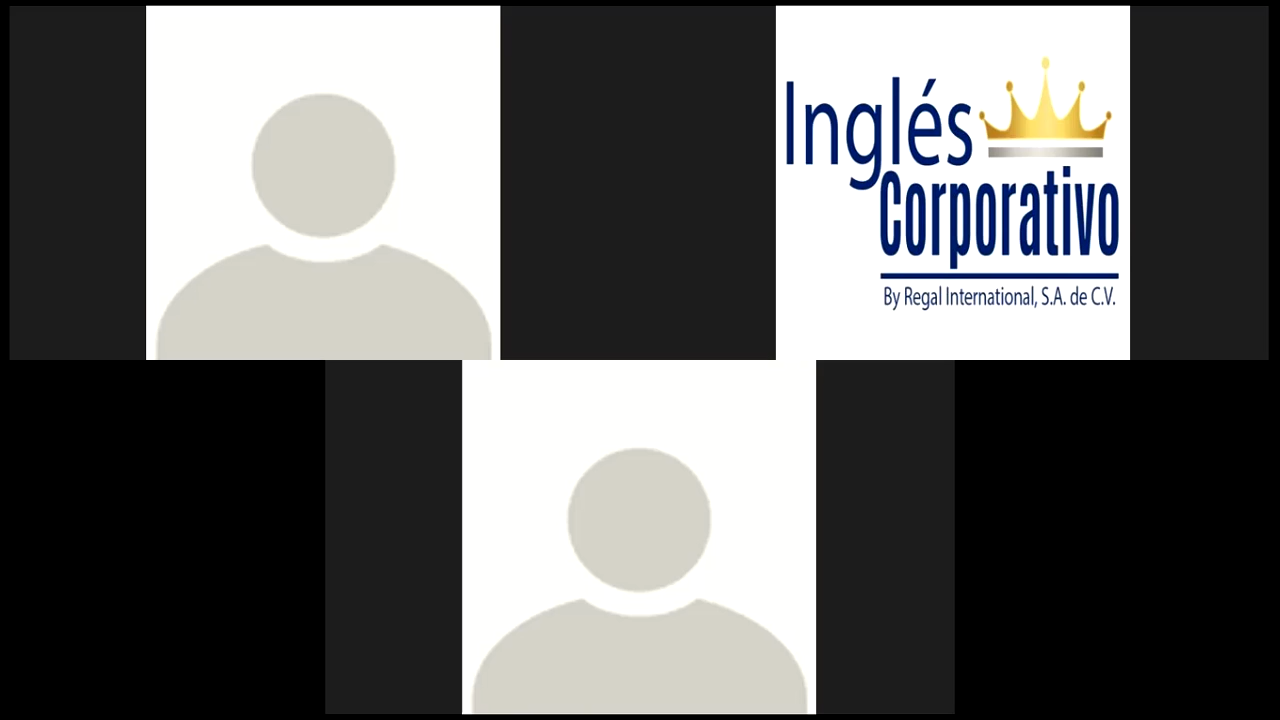 Inglés
Corporativo
By Regal International, S.A. de C.V.